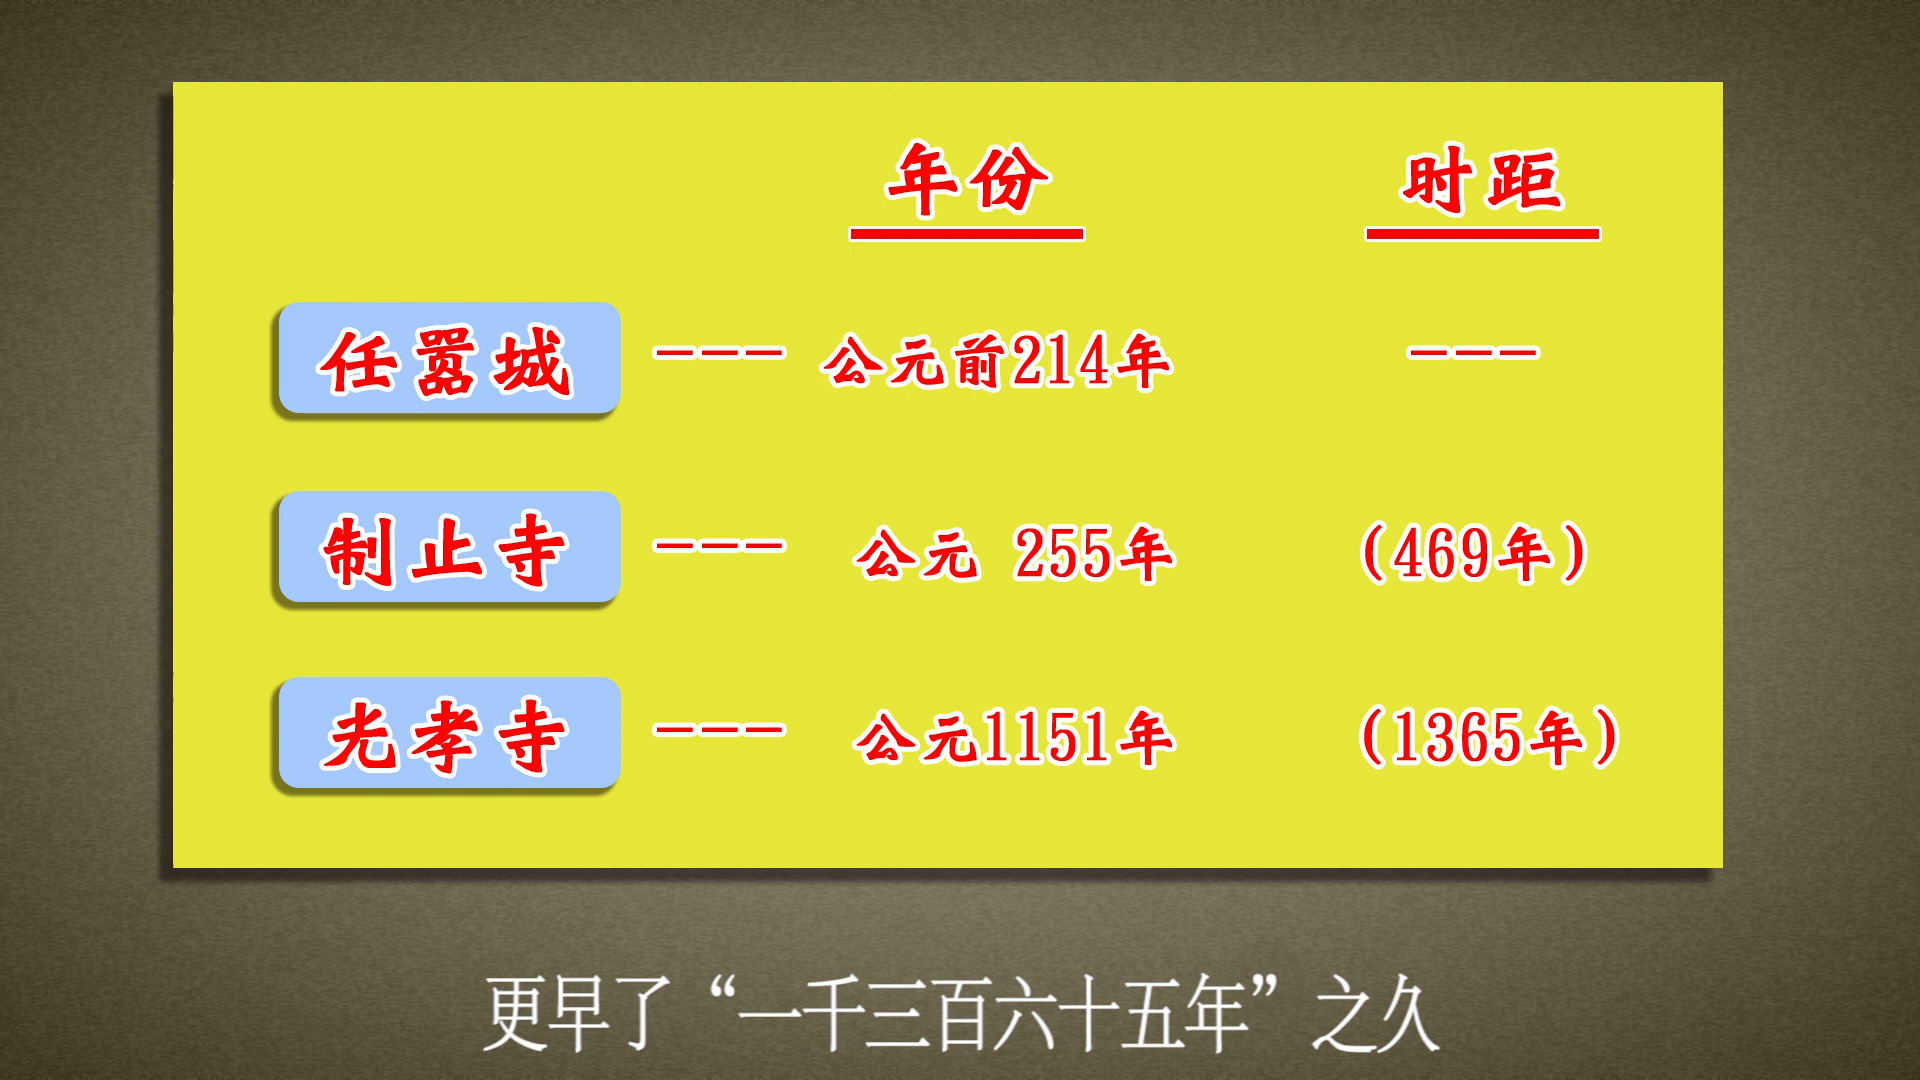 年份 时距
任嚣城 --- 公元前214年 ---
制止寺 --- 公元 255年 (469年)
光孝寺 --- 公元1151年 (1365年)
更早了“一千三百六十五年”之久